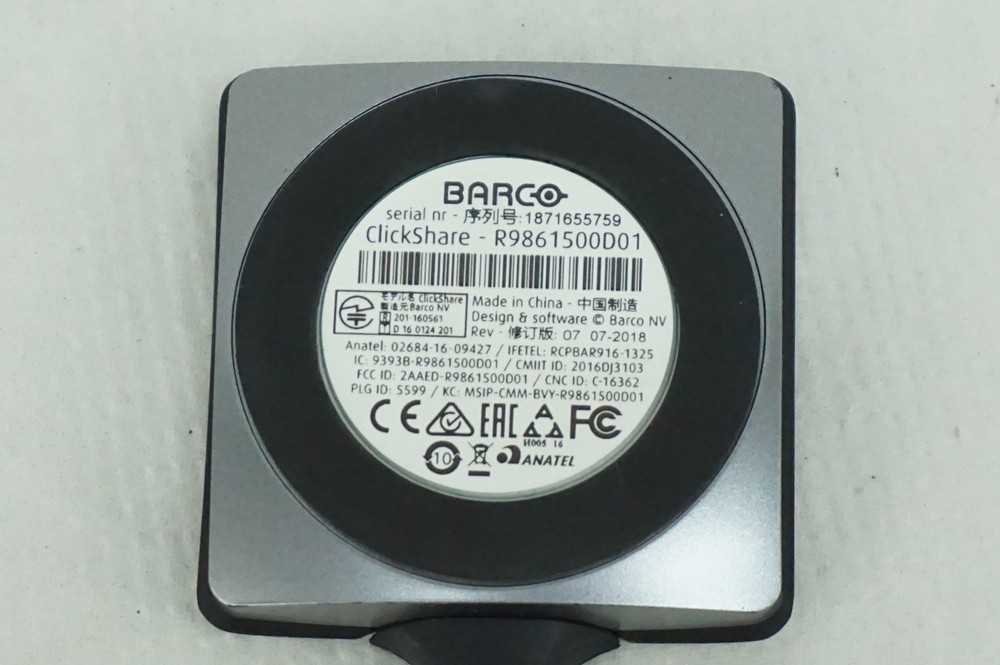 BARCO
serial nr - 序列号: 1871655759
ClickShare - R9861500D01
モデル名 ClickShare
製造元 Barco NV
R 201-160561
T D 16 0124 201
Made in China - 中国制造
Design & software © Barco NV
Rev - 修订版: 07 07-2018
Anatel: 02684-16-09427 / IFETEL: RCPBAR916-1325
IC: 9393B-R9861500D01 / CMIIT ID: 2016DJ3103
FCC ID: 2AAED-R9861500D01 / CNC ID: C-16362
PLG ID: 5599 / KC: MSIP-CMM-BVY-R9861500D01
CE EAC FC
И005 16
10 ANATEL